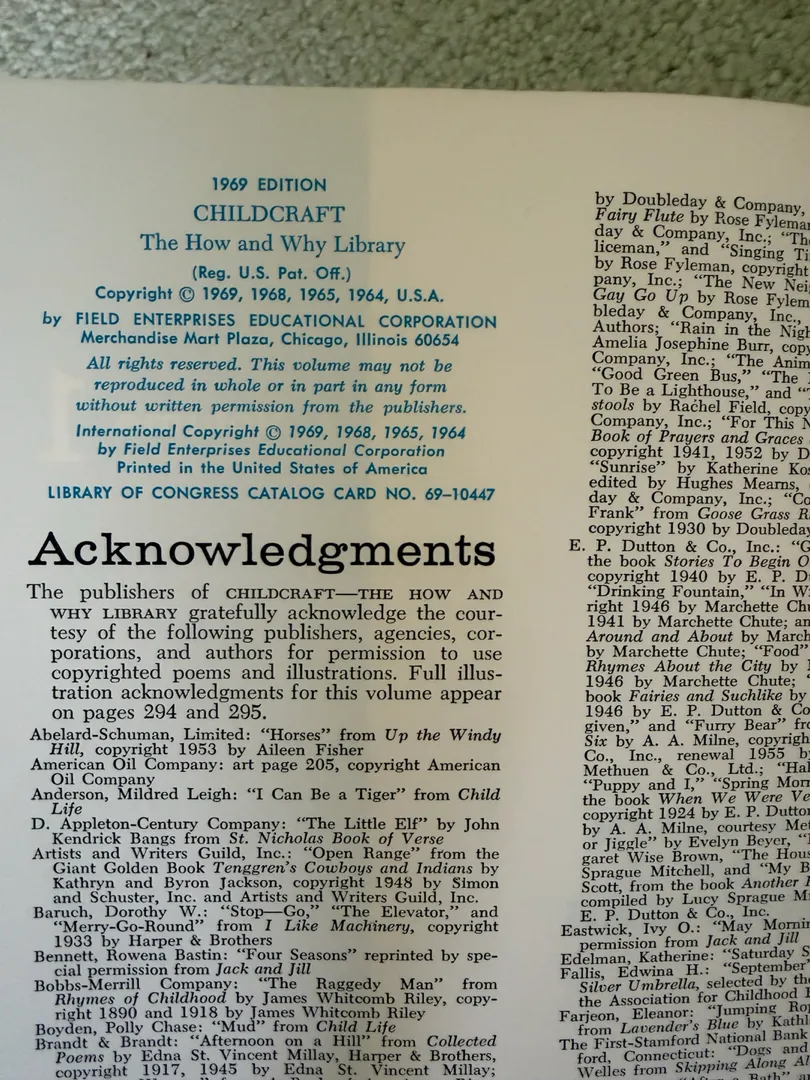 1969 EDITION
CHILDCRAFT
The How and Why Library
(Reg. U.S. Pat. Off.)
Copyright © 1969, 1968, 1965, 1964, U.S.A.
by FIELD ENTERPRISES EDUCATIONAL CORPORATION
Merchandise Mart Plaza, Chicago, Illinois 60654
All rights reserved. This volume may not be
reproduced in whole or in part in any form
without written permission from the publishers.
International Copyright © 1969, 1968, 1965, 1964
by Field Enterprises Educational Corporation
Printed in the United States of America
LIBRARY OF CONGRESS CATALOG CARD NO. 69–10447
Acknowledgments
The publishers of CHILDCRAFT—THE HOW AND
WHY LIBRARY gratefully acknowledge the cour-
tesy of the following publishers, agencies, cor-
porations, and authors for permission to use
copyrighted poems and illustrations. Full illus-
tration acknowledgments for this volume appear
on pages 294 and 295.
Abelard-Schuman, Limited: “Horses” from Up the Windy
Hill, copyright 1953 by Aileen Fisher
American Oil Company: art page 205, copyright American
Oil Company
Anderson, Mildred Leigh: “I Can Be a Tiger” from Child
Life
D. Appleton-Century Company: “The Little Elf” by John
Kendrick Bangs from St. Nicholas Book of Verse
Artists and Writers Guild, Inc.: “Open Range” from the
Giant Golden Book Tenggren's Cowboys and Indians by
Kathryn and Byron Jackson, copyright 1948 by Simon
and Schuster, Inc. and Artists and Writers Guild, Inc.
Baruch, Dorothy W.: “Stop—Go,” “The Elevator,” and
“Merry-Go-Round” from I Like Machinery, copyright
1933 by Harper & Brothers
Bennett, Rowena Bastin: “Four Seasons” reprinted by spe-
cial permission from Jack and Jill
Bobbs-Merrill Company: “The Raggedy Man” from
Rhymes of Childhood by James Whitcomb Riley, copy-
right 1890 and 1918 by James Whitcomb Riley
Boyden, Polly Chase: “Mud” from Child Life
Brandt & Brandt: “Afternoon on a Hill” from Collected
Poems by Edna St. Vincent Millay, Harper & Brothers,
copyright 1917, 1945 by Edna St. Vincent Millay;
by Doubleday & Company,
Fairy Flute by Rose Fyleman
day & Company, Inc.; “The
liceman,” and “Singing Ti
by Rose Fyleman, copyright
pany, Inc.; “The New Nei
Gay Go Up by Rose Fylem
bleday & Company, Inc.,
Authors; “Rain in the Nigh
Amelia Josephine Burr, copy
Company, Inc.; “The Anim
“Good Green Bus,” “The
To Be a Lighthouse,” and “
stools by Rachel Field, copy
Company, Inc.; “For This N
Book of Prayers and Graces
copyright 1941, 1952 by D
“Sunrise” by Katherine Kos
edited by Hughes Mearns,
day & Company, Inc.; “Co
Frank” from Goose Grass R
copyright 1930 by Doubleday
E. P. Dutton & Co., Inc.: “G
the book Stories To Begin O
copyright 1940 by E. P. D
“Drinking Fountain,” “In W
right 1946 by Marchette Chu
1941 by Marchette Chute; an
Around and About by March
by Marchette Chute; “Food”
Rhymes About the City by
1946 by Marchette Chute; “
book Fairies and Suchlike by
1946 by E. P. Dutton & Co
given,” and “Furry Bear” fro
Six by A. A. Milne, copyrigh
Co., Inc., renewal 1955 b
Methuen & Co., Ltd.; “Hal
“Puppy and I,” “Spring Morn
the book When We Were Ve
copyright 1924 by E. P. Dutto
by A. A. Milne, courtesy Met
or Jiggle” by Evelyn Beyer, “
garet Wise Brown, “The Hous
Sprague Mitchell, and “My B
Scott, from the book Another H
compiled by Lucy Sprague Mi
E. P. Dutton & Co., Inc.
Eastwick, Ivy O.: “May Mornin
permission from Jack and Jill
Edelman, Katherine: “Saturday S
Fallis, Edwina H.: “September
Silver Umbrella, selected by the
the Association for Childhood E
Farjeon, Eleanor: “Jumping Rop
from Lavender's Blue by Kathl
The First-Stamford National Bank
ford, Connecticut: “Dogs and
Welles from Skipping Along Al